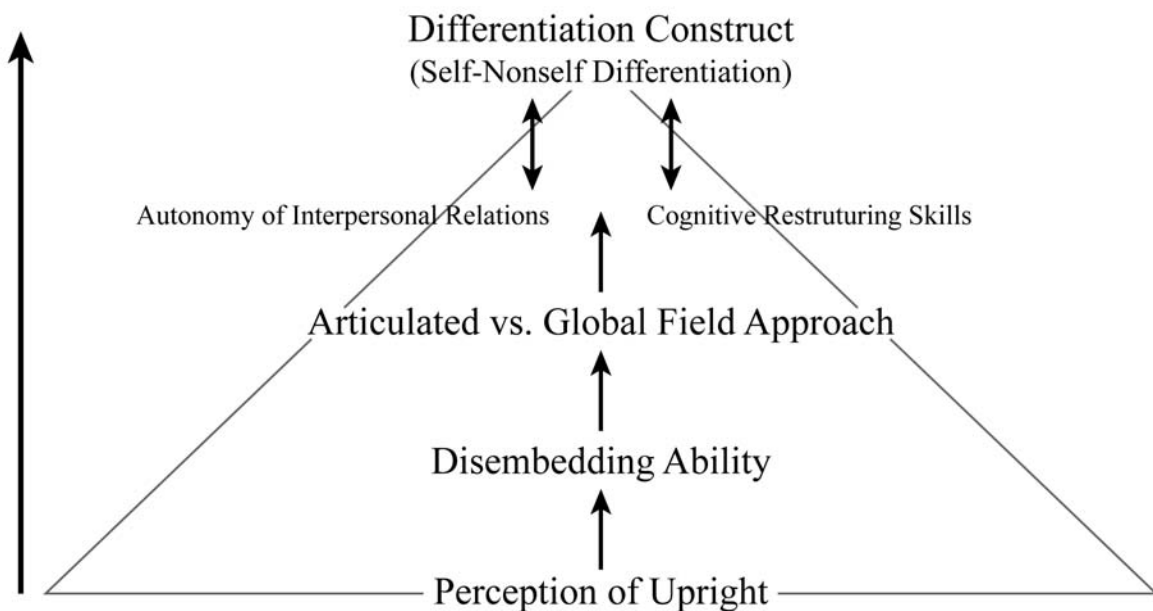 Differentiation Construct
(Self-Nonself Differentiation)
Autonomy of Interpersonal Relations
Cognitive Restruturing Skills
Articulated vs. Global Field Approach
Disembedding Ability
Perception of Upright